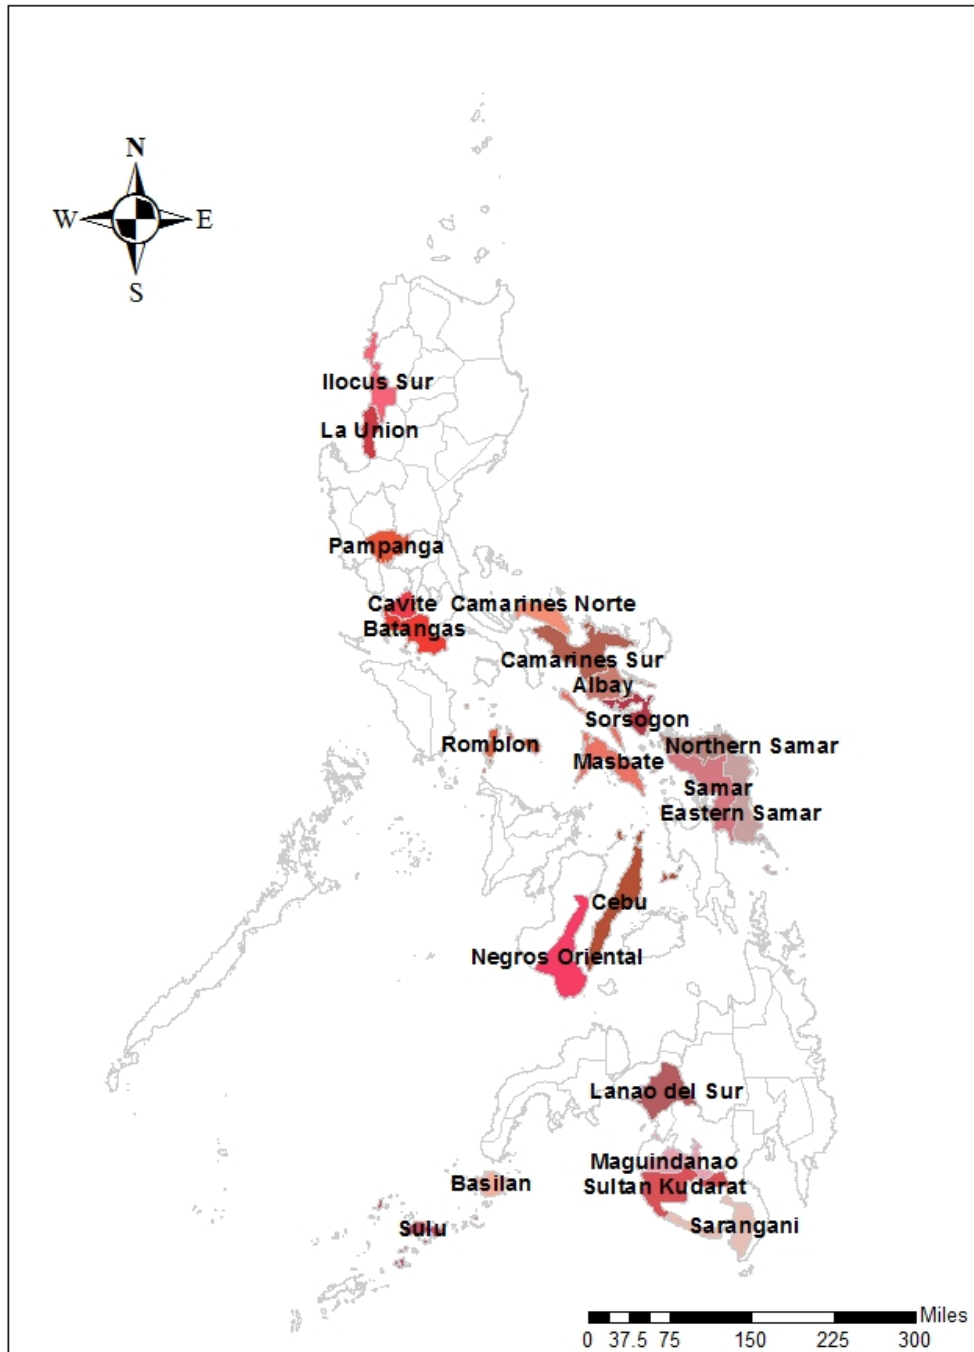 N
W E
S
Ilocus Sur
La Union
Pampanga
Cavite Camarines Norte
Batangas
Camarines Sur
Albay
Sorsogon
Romblon
Northern Samar
Masbate
Samar
Eastern Samar
Cebu
Negros Oriental
Lanao del Sur
Maguindanao
Basilan
Sultan Kudarat
Sulu
Sarangani
Miles
0 37.5 75 150 225 300